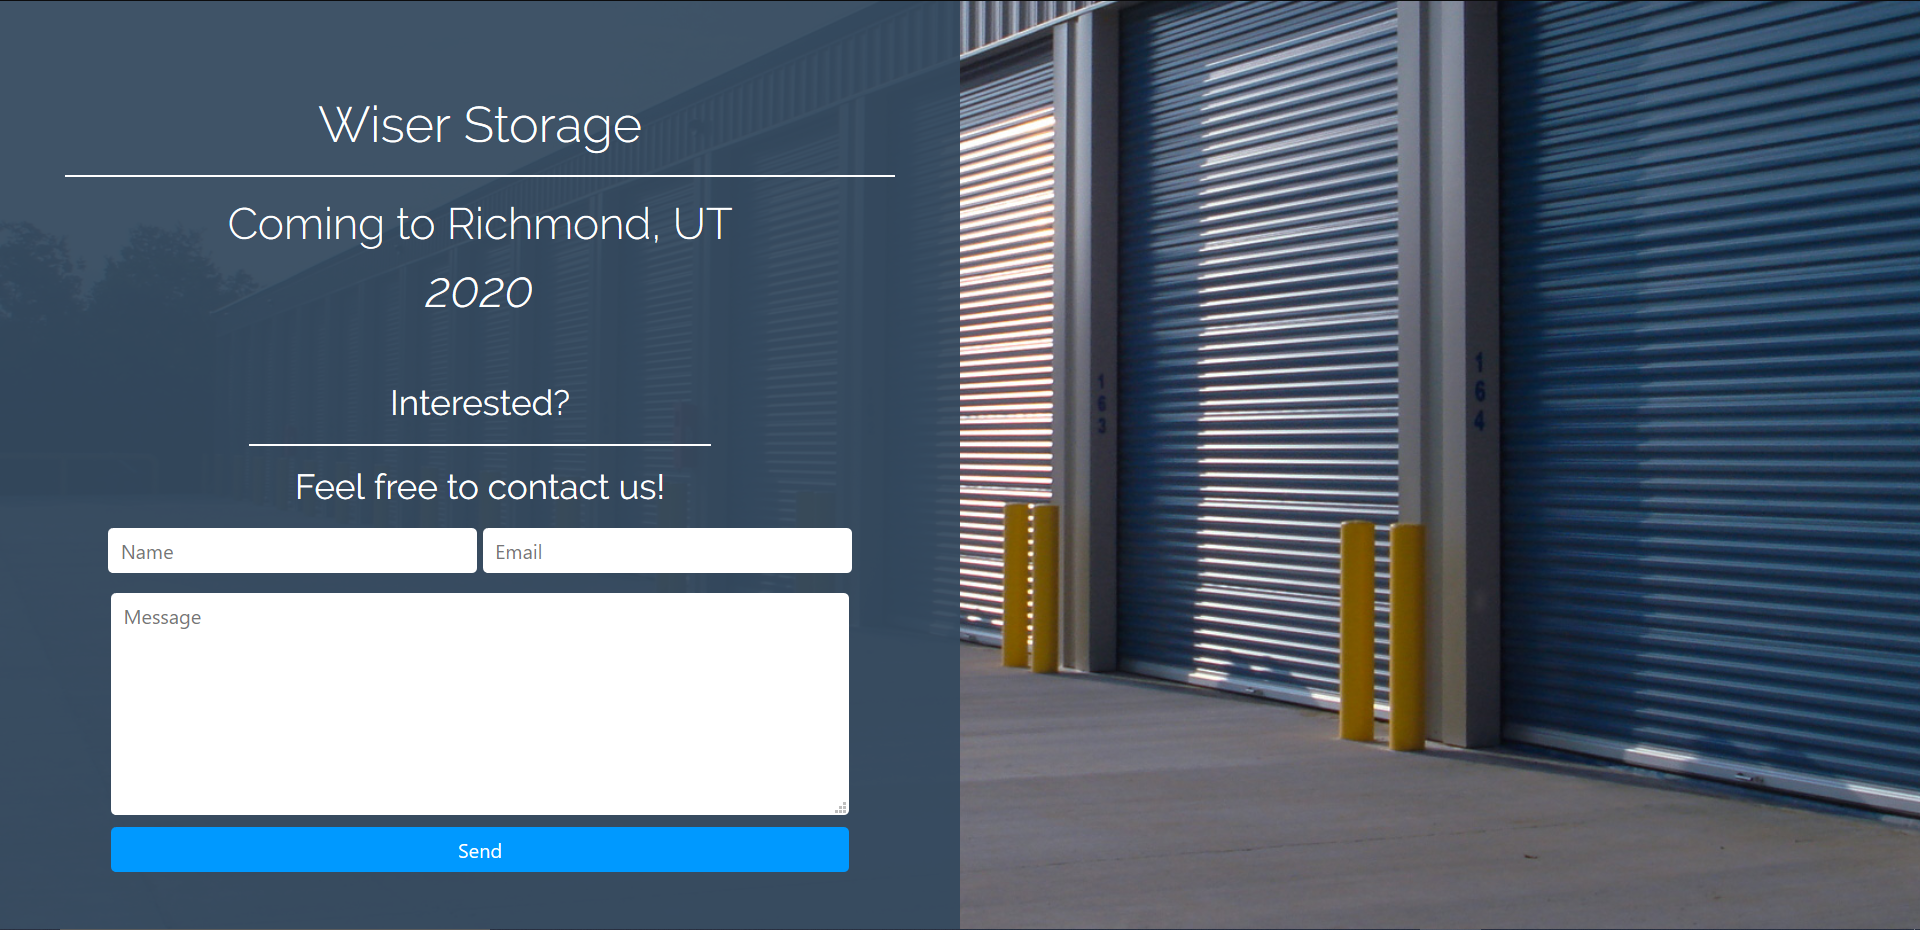 Wiser Storage
Coming to Richmond, UT
2020
Interested?
Feel free to contact us!
Name
Email
Message
Send
163
164